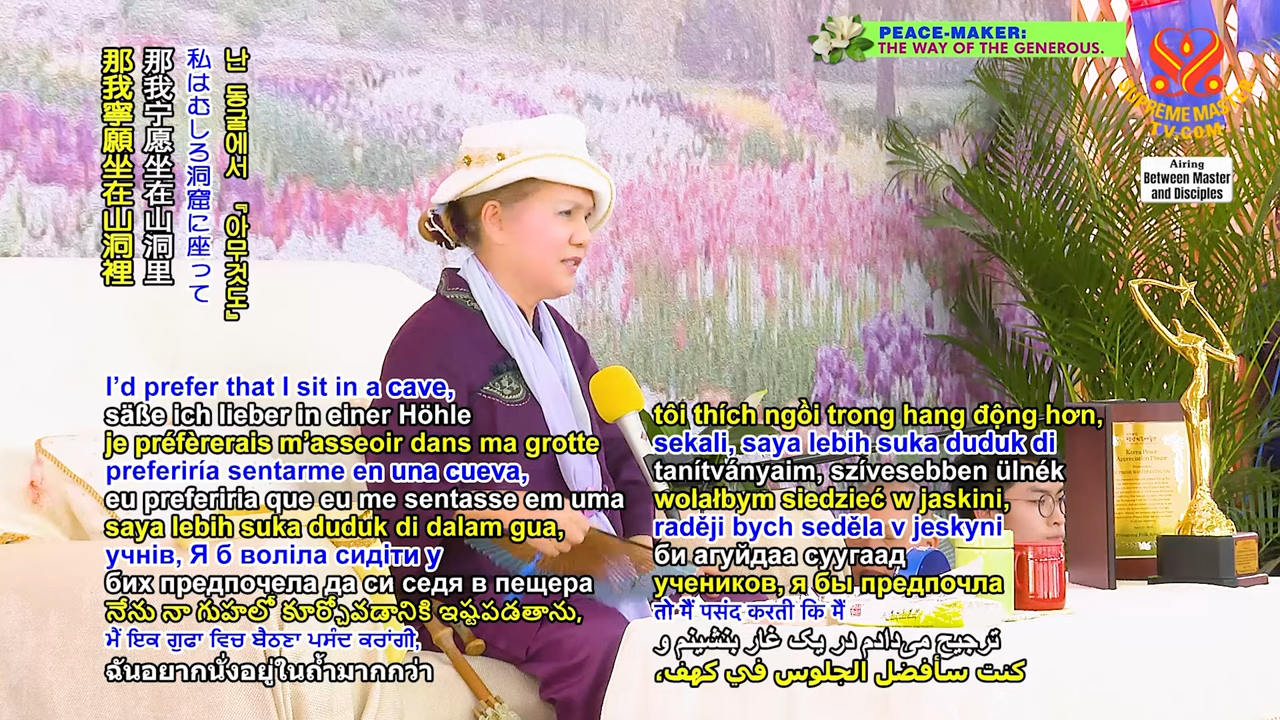 PEACE-MAKER:
THE WAY OF THE GENEROUS.
SUPREME MASTER
TV.COM
Airing
Between Master
and Disciples
난 동굴에서 『아무것도』
私はむしろ洞窟に座って
那我宁愿坐在山洞里
那我寧願坐在山洞裡
I’d prefer that I sit in a cave,
säße ich lieber in einer Höhle
je préfèrerais m’asseoir dans ma grotte
preferiría sentarme en una cueva,
eu preferiria que eu me sentasse em uma
saya lebih suka duduk di dalam gua,
учнів, Я б воліла сидіти у
бих предпочела да си седя в пещера
నేను నా గుహలో కూర్చోవడానికి ఇష్టపడతాను,
ਮੈਂ ਇਕ ਗੁਫਾ ਵਿਚ ਬੈਠਣਾ ਪਸੰਦ ਕਰਾਂਗੀ,
ฉันอยากนั่งอยู่ในถ้ำมากกว่า
tôi thích ngồi trong hang động hơn,
sekali, saya lebih suka duduk di
tanítványaim, szívesebben ülnék
wolałbym siedzieć w jaskini,
raději bych seděla v jeskyni
би агуйдаа суугаад
учеников, я бы предпочла
तो मैं पसंद करती कि मैं
ترجیح می‌دادم در یک غار بنشینم و
كنت سأفضل الجلوس في كهف،
Korea Peace
Appreciation Plaque